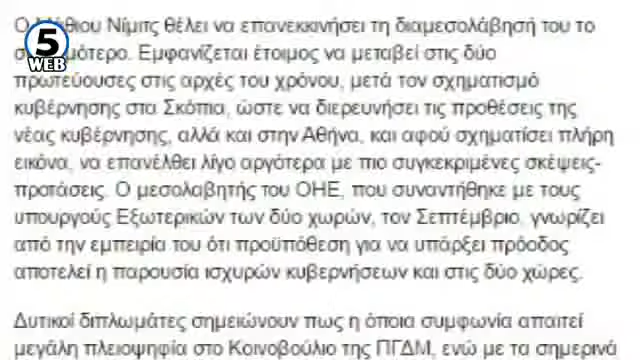 Ο Μάθιου Νίμιτς θέλει να επανεκκινήσει τη διαμεσολάβησή του το
5
WEB
Εμφανίζεται έτοιμος να μεταβεί στις δύο
πρωτεύουσες στις αρχές του χρόνου, μετά τον σχηματισμό
κυβέρνησης στα Σκόπια, ώστε να διερευνήσει τις προθέσεις της
νέας κυβέρνησης, αλλά και στην Αθήνα, και αφού σχηματίσει πλήρη
εικόνα, να επανέλθει λίγο αργότερα με πιο συγκεκριμένες σκέψεις-
προτάσεις. Ο μεσολαβητής του ΟΗΕ, που συναντήθηκε με τους
υπουργούς Εξωτερικών των δύο χωρών, τον Σεπτέμβριο, γνωρίζει
από την εμπειρία του ότι προϋπόθεση για να υπάρξει πρόοδος
αποτελεί η παρουσία ισχυρών κυβερνήσεων και στις δύο χώρες.
Δυτικοί διπλωμάτες σημειώνουν πως η όποια συμφωνία απαιτεί
μεγάλη πλειοψηφία στο Κοινοβούλιο της ΠΓΔΜ, ενώ με τα σημερινά